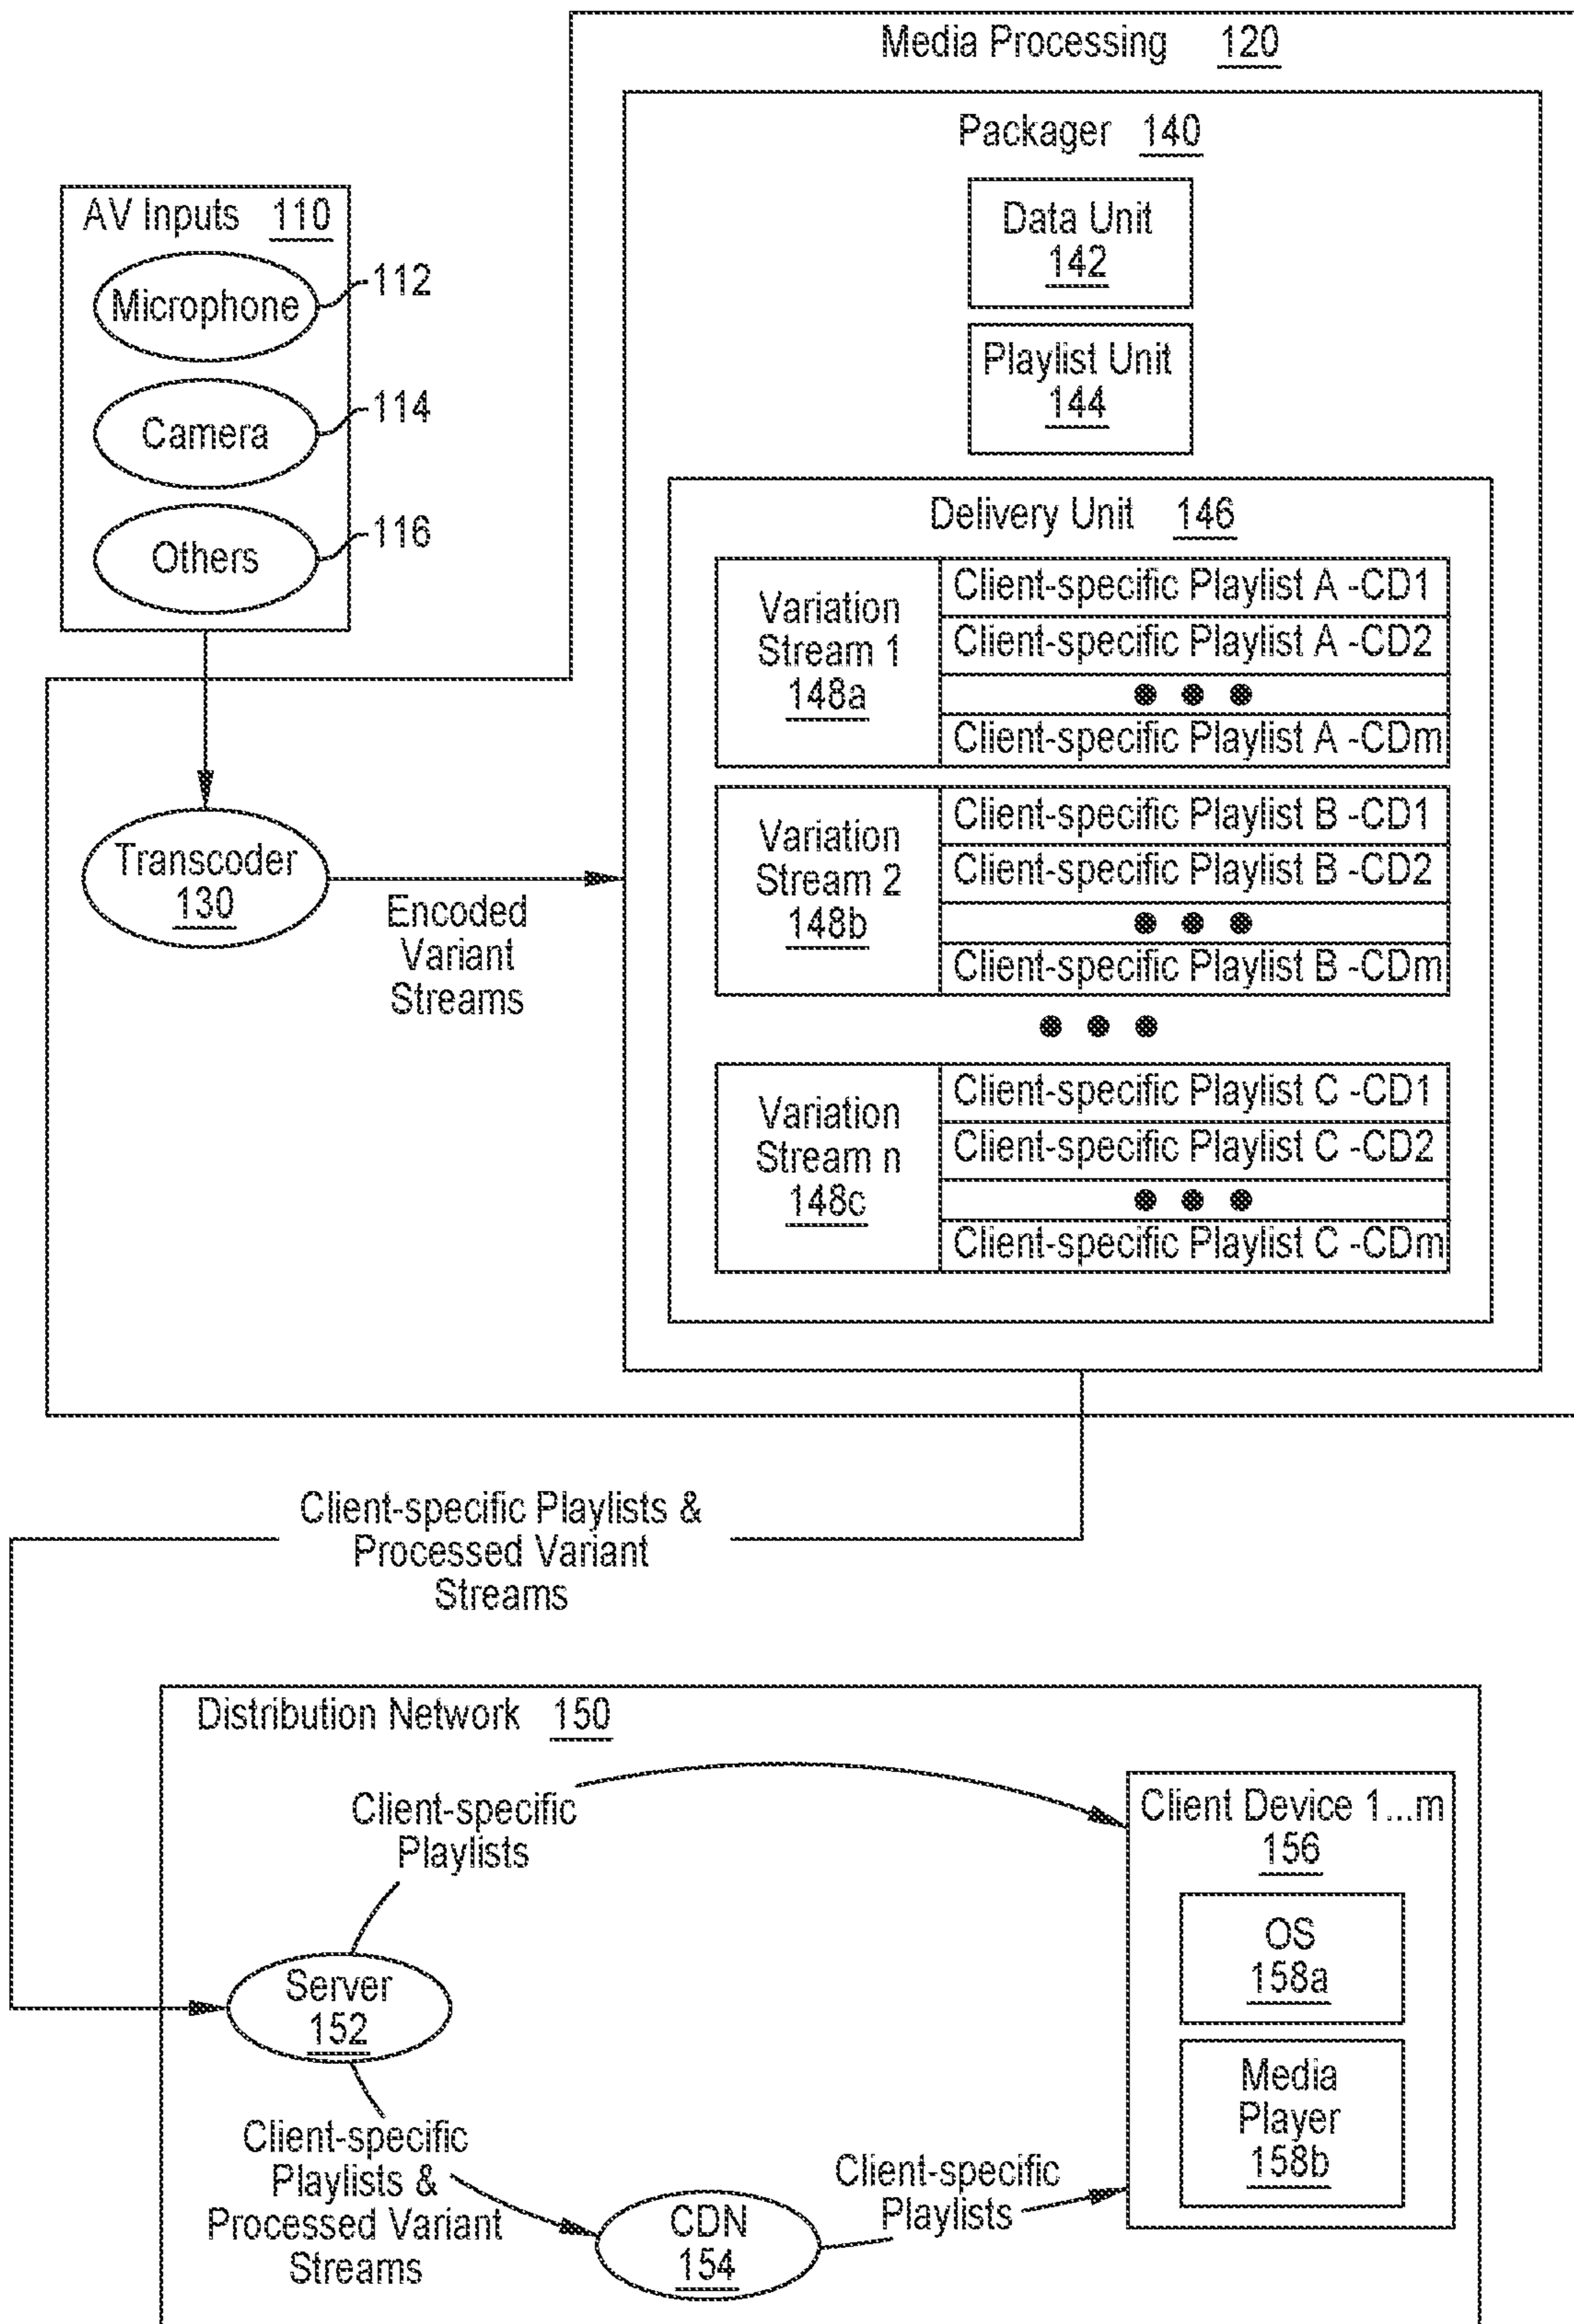 Media Processing 120
Packager 140
Data Unit
142
Playlist Unit
144
AV Inputs 110
Microphone
112
Camera
114
Others
116
Delivery Unit 146
Variation
Stream 1
148a
Client-specific Playlist A -CD1
Client-specific Playlist A -CD2
Client-specific Playlist A -CDm
Variation
Stream 2
148b
Client-specific Playlist B -CD1
Client-specific Playlist B -CD2
Client-specific Playlist B -CDm
Variation
Stream n
148c
Client-specific Playlist C -CD1
Client-specific Playlist C -CD2
Client-specific Playlist C -CDm
Transcoder
130
Encoded
Variant
Streams
Client-specific Playlists &
Processed Variant
Streams
Distribution Network 150
Client-specific
Playlists
Client Device 1...m
156
OS
158a
Media
Player
158b
Server
152
Client-specific
Playlists &
Processed Variant
Streams
CDN
154
Client-specific
Playlists